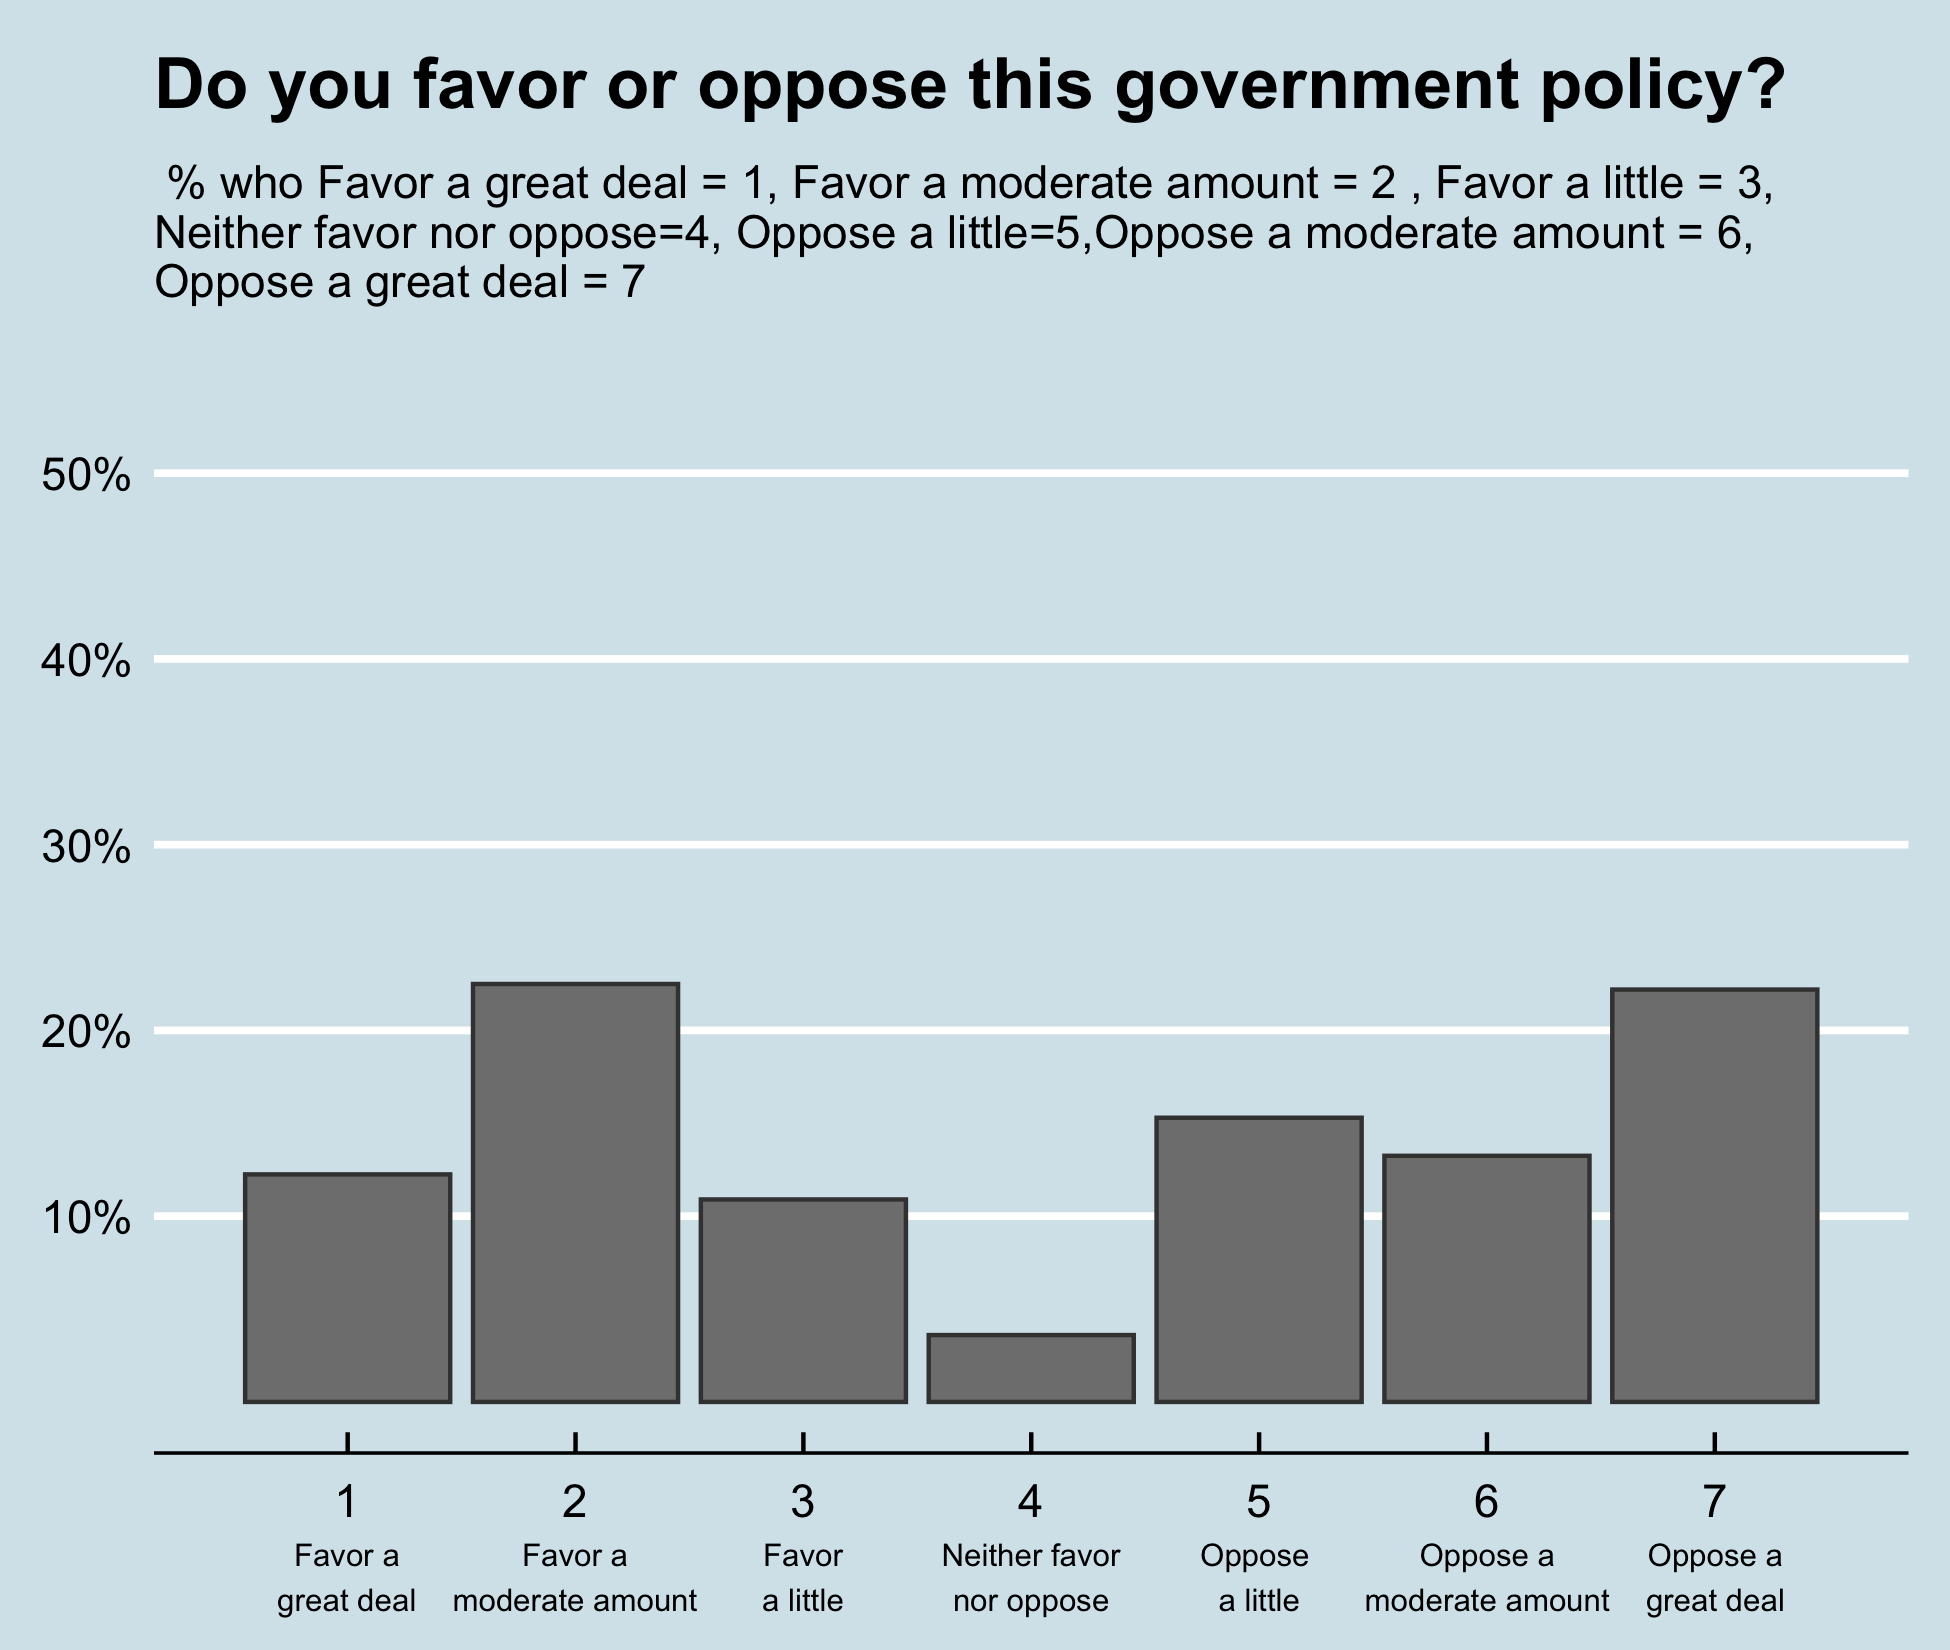 Do you favor or oppose this government policy?
% who Favor a great deal = 1, Favor a moderate amount = 2 , Favor a little = 3,
Neither favor nor oppose=4, Oppose a little=5,Oppose a moderate amount = 6,
Oppose a great deal = 7
50%
40%
30%
20%
10%
1 2 3 4 5 6 7
Favor a Favor a Favor Neither favor Oppose Oppose a Oppose a
great deal moderate amount a little nor oppose a little moderate amount great deal